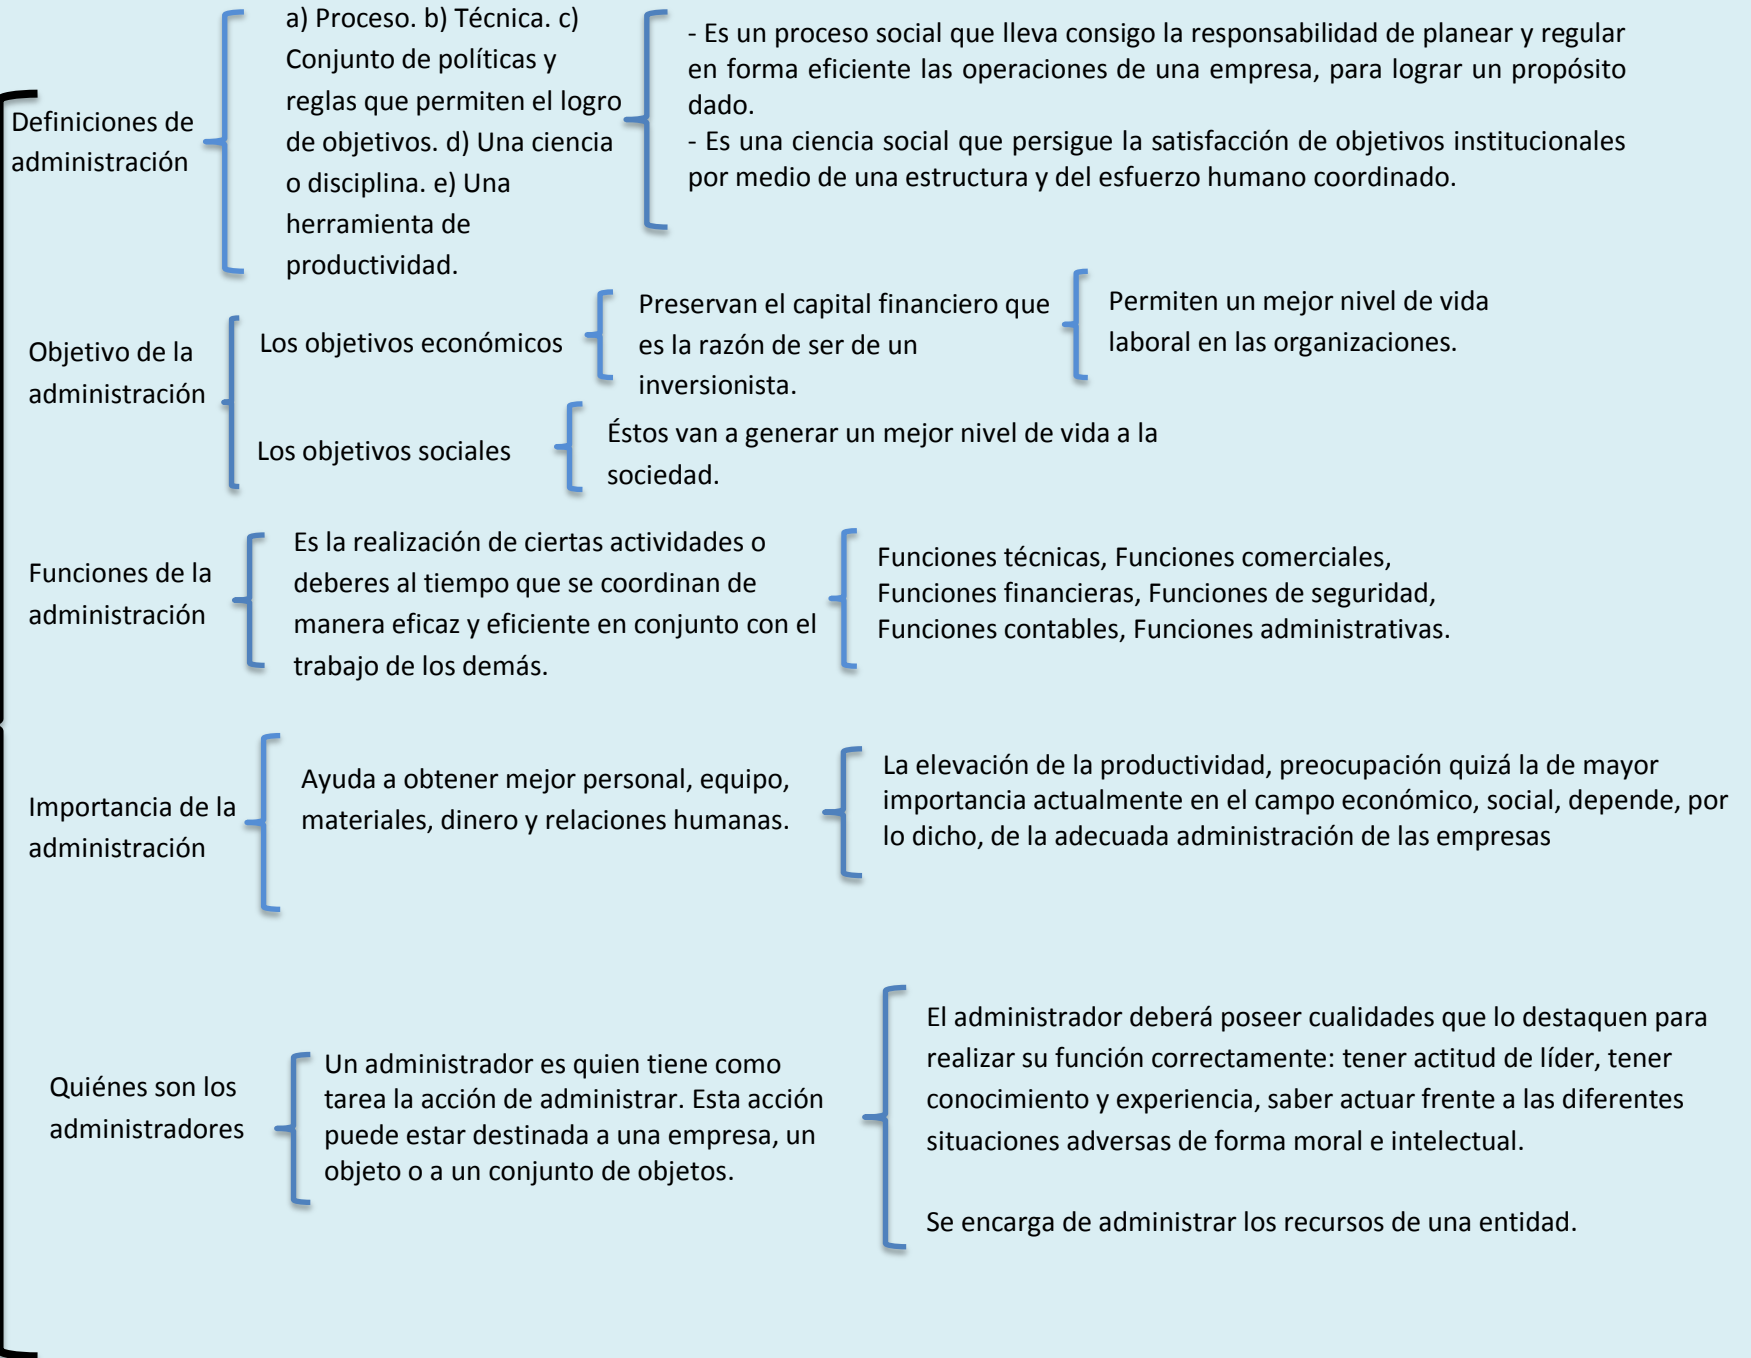 Definiciones de
administración
a) Proceso. b) Técnica. c)
Conjunto de políticas y
reglas que permiten el logro
de objetivos. d) Una ciencia
o disciplina. e) Una
herramienta de
productividad.
- Es un proceso social que lleva consigo la responsabilidad de planear y regular
en forma eficiente las operaciones de una empresa, para lograr un propósito
dado.
- Es una ciencia social que persigue la satisfacción de objetivos institucionales
por medio de una estructura y del esfuerzo humano coordinado.
Objetivo de la
administración
Los objetivos económicos
Preservan el capital financiero que
es la razón de ser de un
inversionista.
Permiten un mejor nivel de vida
laboral en las organizaciones.
Los objetivos sociales
Éstos van a generar un mejor nivel de vida a la
sociedad.
Funciones de la
administración
Es la realización de ciertas actividades o
deberes al tiempo que se coordinan de
manera eficaz y eficiente en conjunto con el
trabajo de los demás.
Funciones técnicas, Funciones comerciales,
Funciones financieras, Funciones de seguridad,
Funciones contables, Funciones administrativas.
Importancia de la
administración
Ayuda a obtener mejor personal, equipo,
materiales, dinero y relaciones humanas.
La elevación de la productividad, preocupación quizá la de mayor
importancia actualmente en el campo económico, social, depende, por
lo dicho, de la adecuada administración de las empresas
Quiénes son los
administradores
Un administrador es quien tiene como
tarea la acción de administrar. Esta acción
puede estar destinada a una empresa, un
objeto o a un conjunto de objetos.
El administrador deberá poseer cualidades que lo destaquen para
realizar su función correctamente: tener actitud de líder, tener
conocimiento y experiencia, saber actuar frente a las diferentes
situaciones adversas de forma moral e intelectual.
Se encarga de administrar los recursos de una entidad.